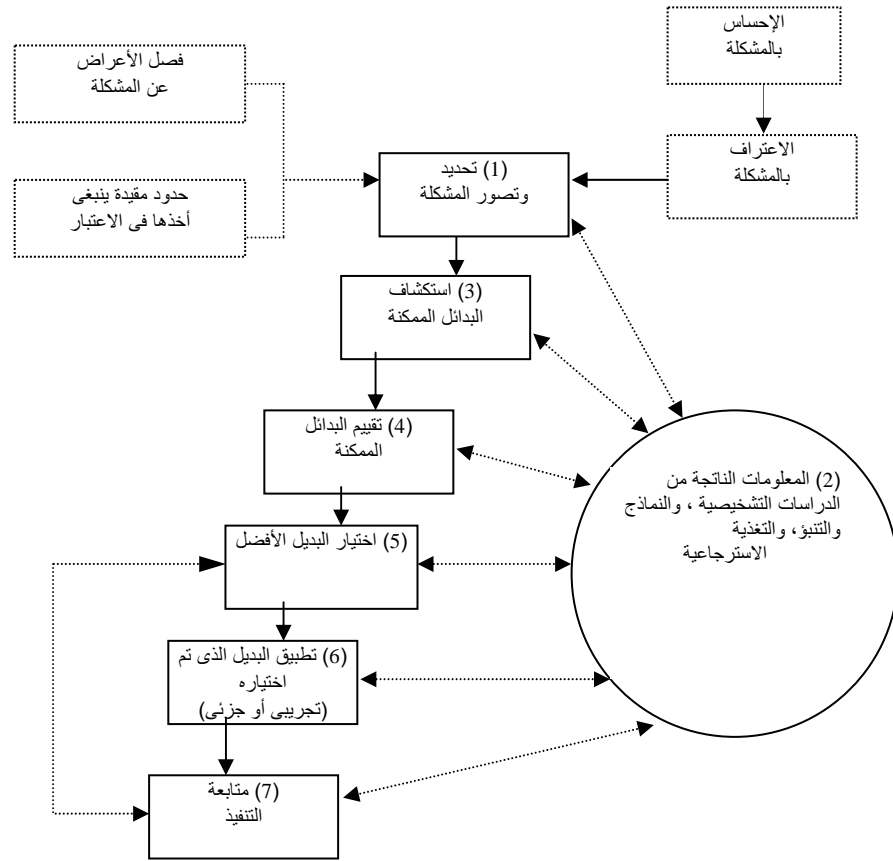 الإحساس
بالمشكلة
فصل الأعراض
عن المشكلة
الاعتراف
بالمشكلة
(1) تحديد
وتصور المشكلة
حدود مقيدة ينبغى
أخذها فى الاعتبار
(3) استكشاف
البدائل الممكنة
(4) تقييم البدائل
الممكنة
(2) المعلومات الناتجة من
الدراسات التشخيصية ، والنماذج
والتنبؤ، والتغذية
الاسترجاعية
(5) اختيار البديل الأفضل
(6) تطبيق البديل الذى تم
اختياره
(تجريبى أو جزئى)
(7) متابعة
التنفيذ